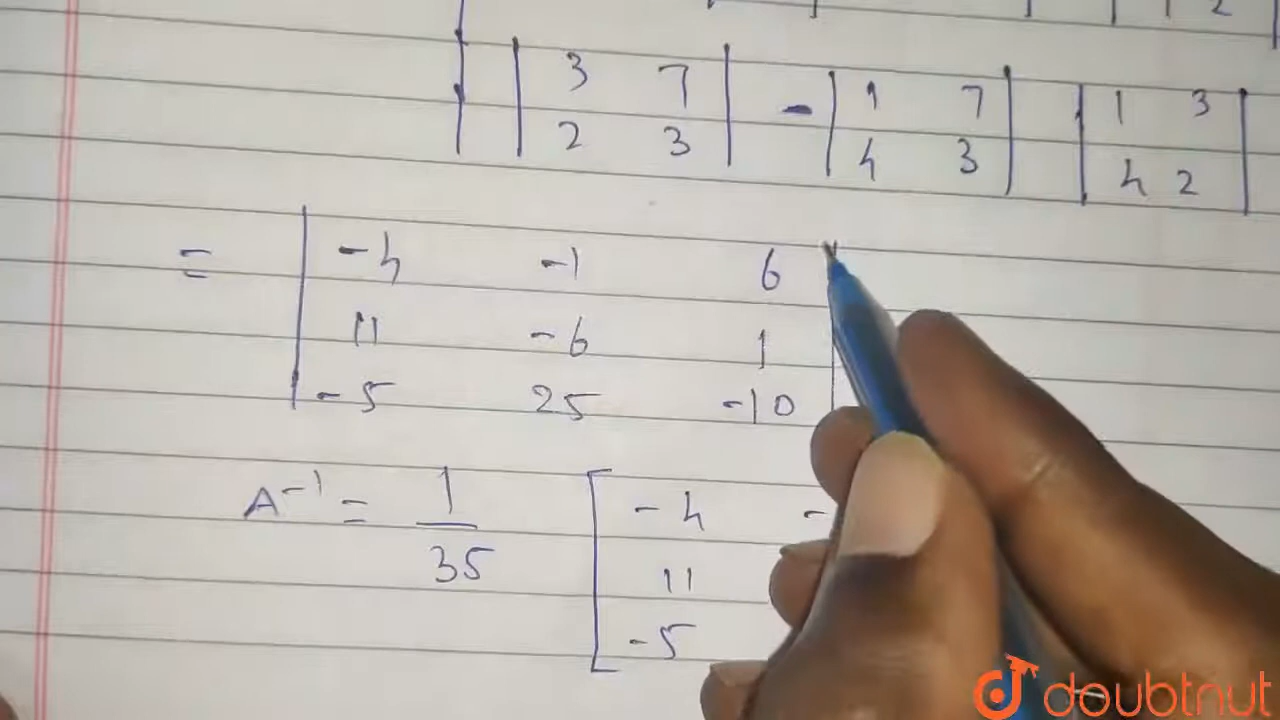 2
| 3 7 | - | 1 7 | | 1 3 |
| 2 3 | | 4 3 | | 4 2 |
= | -4 -1 6
| 11 -6 1 |
| -5 25 -10 |
A⁻¹ = 1 [ -4 -
35 11
-5
doubtnut